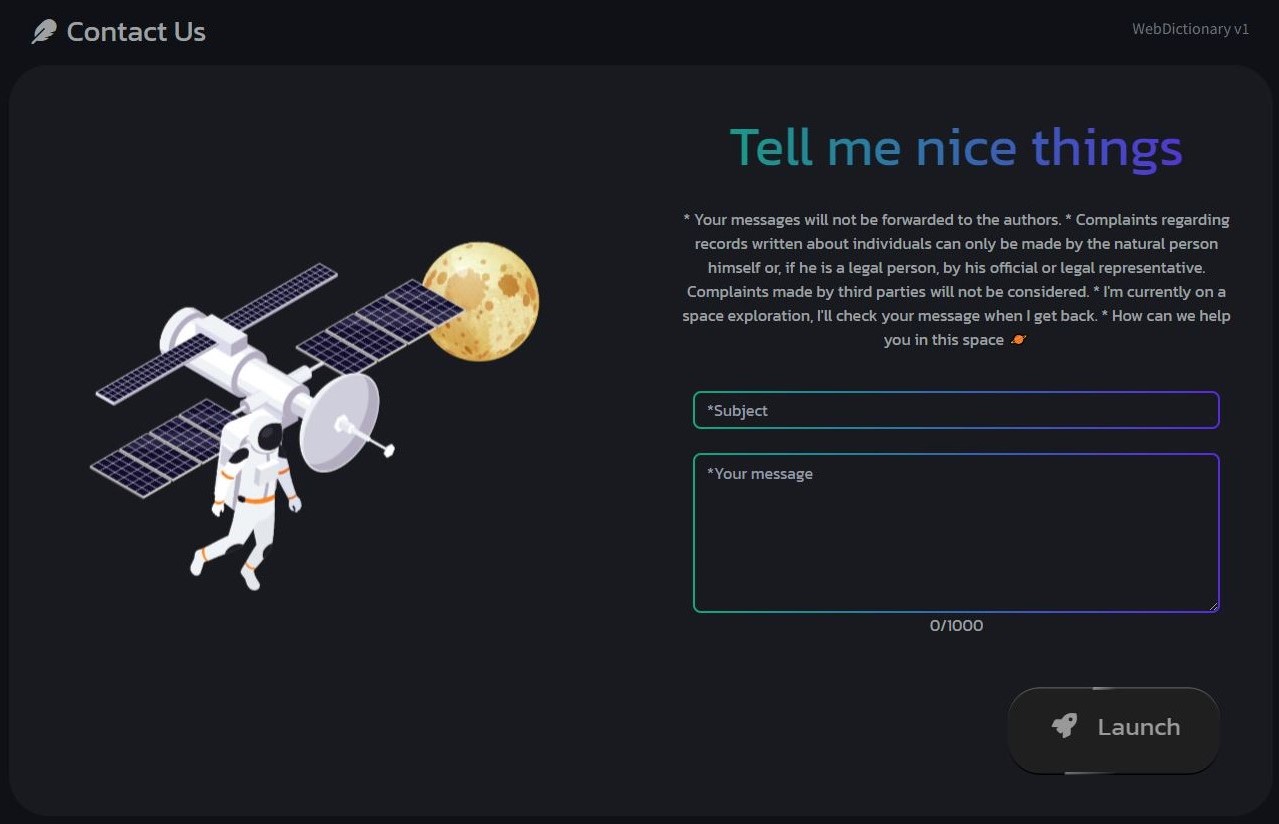 Contact Us
WebDictionary v1
Tell me nice things
* Your messages will not be forwarded to the authors. * Complaints regarding
records written about individuals can only be made by the natural person
himself or, if he is a legal person, by his official or legal representative.
Complaints made by third parties will not be considered. * I'm currently on a
space exploration, I'll check your message when I get back. * How can we help
you in this space 🪐
*Subject
*Your message
0/1000
Launch